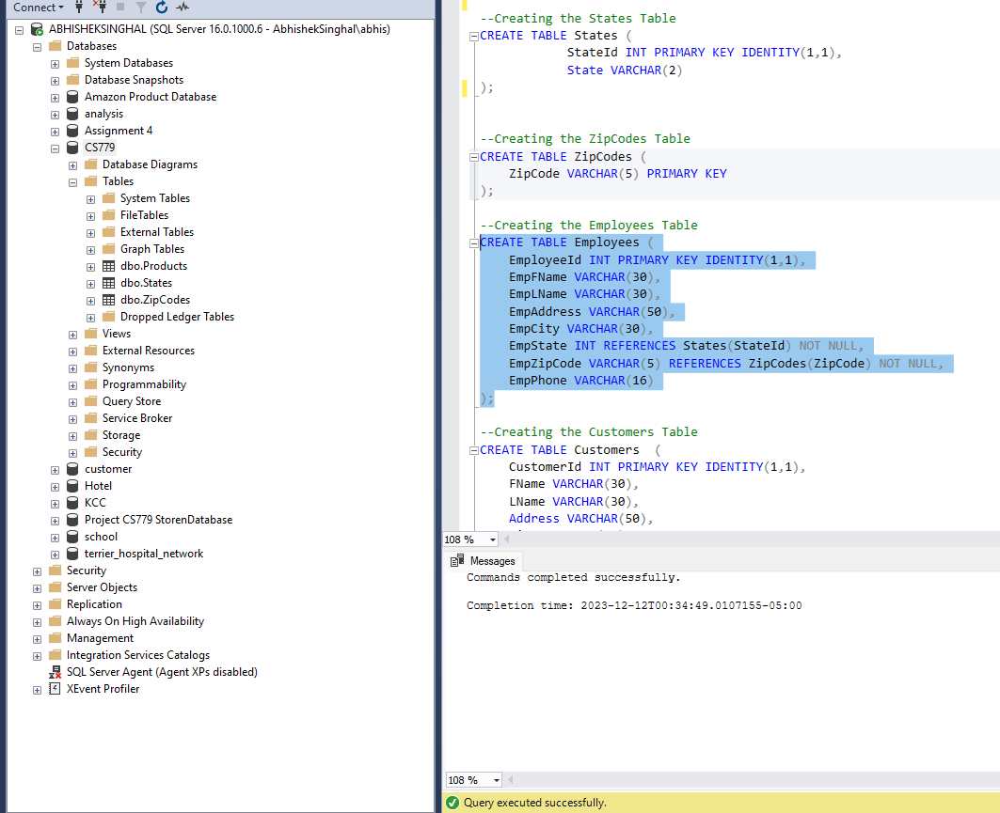 Connect
ABHISHEKSINGHAL (SQL Server 16.0.1000.6 - AbhishekSinghal\abhis)
Databases
System Databases
Database Snapshots
Amazon Product Database
analysis
Assignment 4
CS779
Database Diagrams
Tables
System Tables
FileTables
External Tables
Graph Tables
dbo.Products
dbo.States
dbo.ZipCodes
Dropped Ledger Tables
Views
External Resources
Synonyms
Programmability
Query Store
Service Broker
Storage
Security
customer
Hotel
KCC
Project CS779 StorenDatabase
school
terrier_hospital_network
Security
Server Objects
Replication
Always On High Availability
Management
Integration Services Catalogs
SQL Server Agent (Agent XPs disabled)
XEvent Profiler
--Creating the States Table
CREATE TABLE States (
StateId INT PRIMARY KEY IDENTITY(1,1),
State VARCHAR(2)
);
--Creating the ZipCodes Table
CREATE TABLE ZipCodes (
ZipCode VARCHAR(5) PRIMARY KEY
);
--Creating the Employees Table
CREATE TABLE Employees (
EmployeeId INT PRIMARY KEY IDENTITY(1,1),
EmpFName VARCHAR(30),
EmpLName VARCHAR(30),
EmpAddress VARCHAR(50),
EmpCity VARCHAR(30),
EmpState INT REFERENCES States(StateId) NOT NULL,
EmpZipCode VARCHAR(5) REFERENCES ZipCodes(ZipCode) NOT NULL,
EmpPhone VARCHAR(16)
);
--Creating the Customers Table
CREATE TABLE Customers (
CustomerId INT PRIMARY KEY IDENTITY(1,1),
FName VARCHAR(30),
LName VARCHAR(30),
Address VARCHAR(50),
108 %
Messages
Commands completed successfully.
Completion time: 2023-12-12T00:34:49.0107155-05:00
108 %
Query executed successfully.